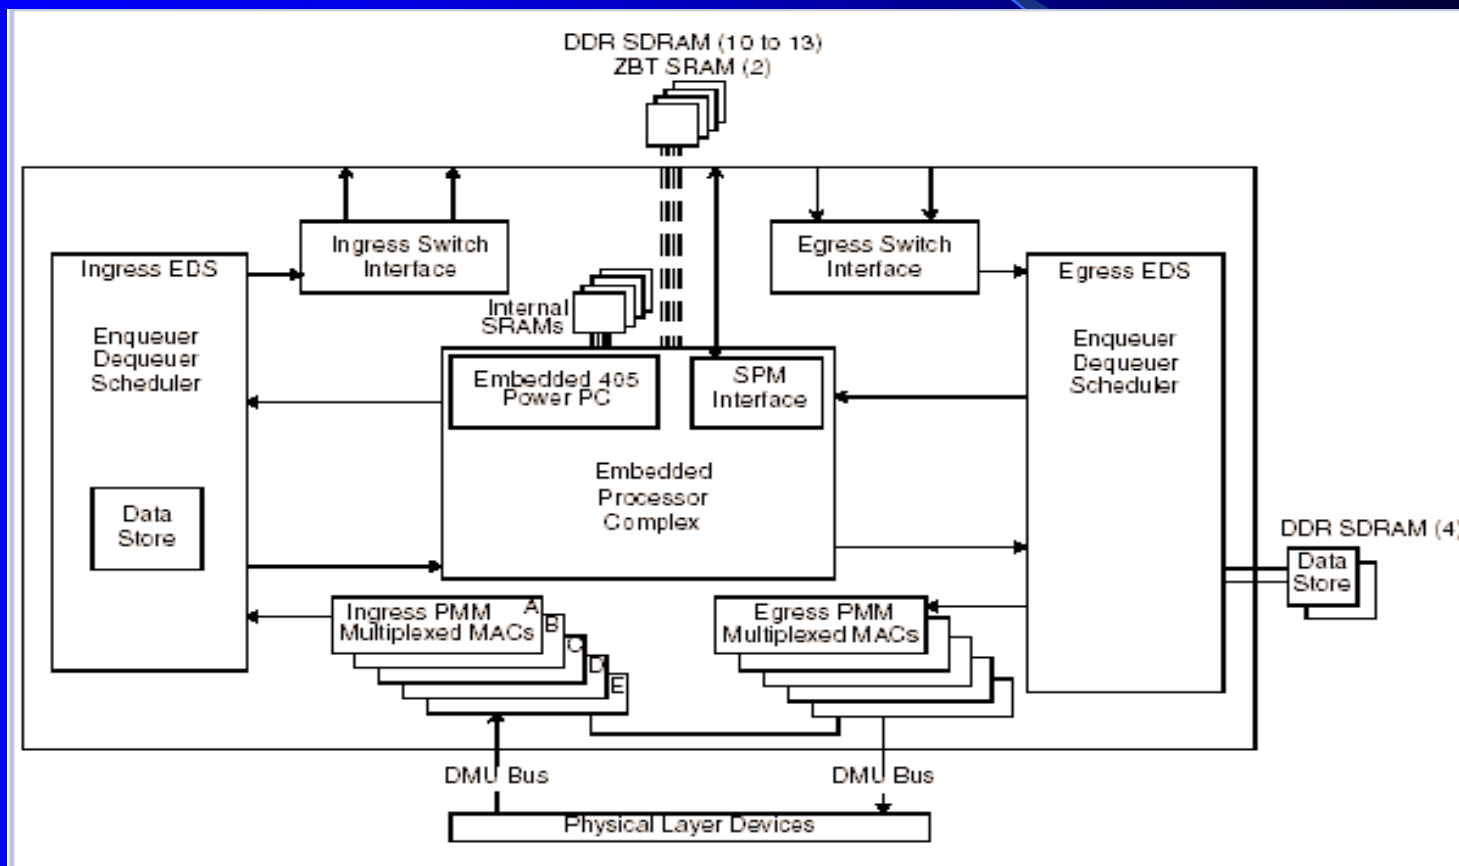 DDR SDRAM (10 to 13)
ZBT SRAM (2)
Ingress Switch
Interface
Egress Switch
Interface
Ingress EDS
Enqueuer
Dequeuer
Scheduler
Egress EDS
Enqueuer
Dequeuer
Scheduler
Internal
SRAMs
Embedded 405
Power PC
SPM
Interface
Embedded
Processor
Complex
Data
Store
DDR SDRAM (4)
Data
Store
Ingress PMM
Multiplexed MACs
A
B
C
D
E
Egress PMM
Multiplexed MACs
DMU Bus
DMU Bus
Physical Layer Devices